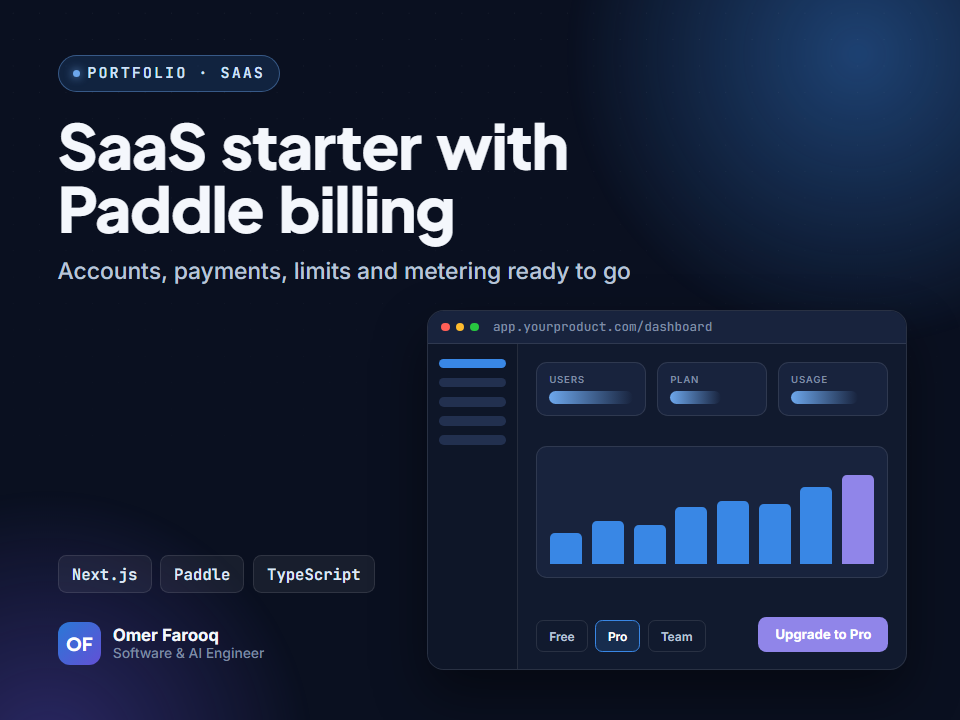 PORTFOLIO · SAAS
SaaS starter with
Paddle billing
Accounts, payments, limits and metering ready to go
app.yourproduct.com/dashboard
USERS
PLAN
USAGE
Free
Pro
Team
Upgrade to Pro
Next.js
Paddle
TypeScript
OF
Omer Farooq
Software & AI Engineer